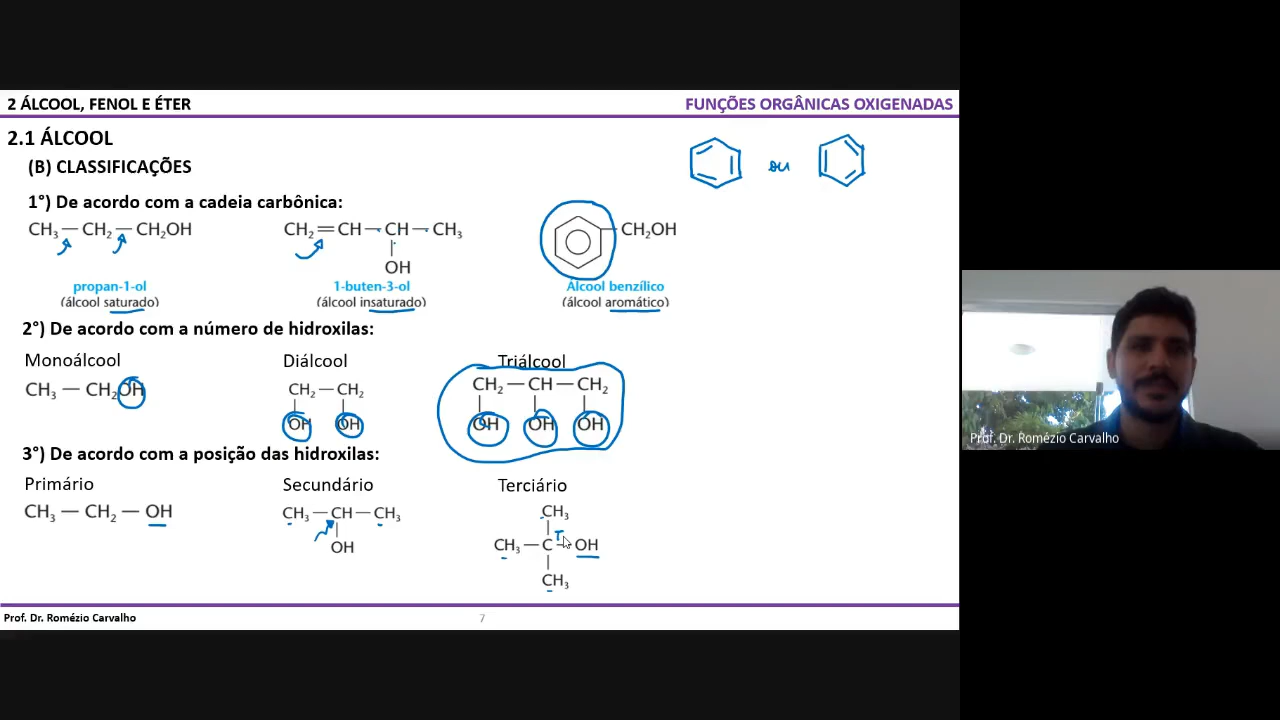 2 ÁLCOOL, FENOL E ÉTER
FUNÇÕES ORGÂNICAS OXIGENADAS
2.1 ÁLCOOL
(B) CLASSIFICAÇÕES
ou
1°) De acordo com a cadeia carbônica:
CH₃ — CH₂ — CH₂OH
CH₂ = CH — CH — CH₃
OH
CH₂OH
propan-1-ol
(álcool saturado)
1-buten-3-ol
(álcool insaturado)
Álcool benzílico
(álcool aromático)
2°) De acordo com a número de hidroxilas:
Monoálcool
CH₃ — CH₂OH
Diálcool
CH₂ — CH₂
OH OH
Triálcool
CH₂ — CH — CH₂
OH OH OH
3°) De acordo com a posição das hidroxilas:
Primário
CH₃ — CH₂ — OH
Secundário
CH₃ — CH — CH₃
OH
Terciário
CH₃
T
CH₃ — C — OH
CH₃
Prof. Dr. Romézio Carvalho
7
Prof. Dr. Romézio Carvalho